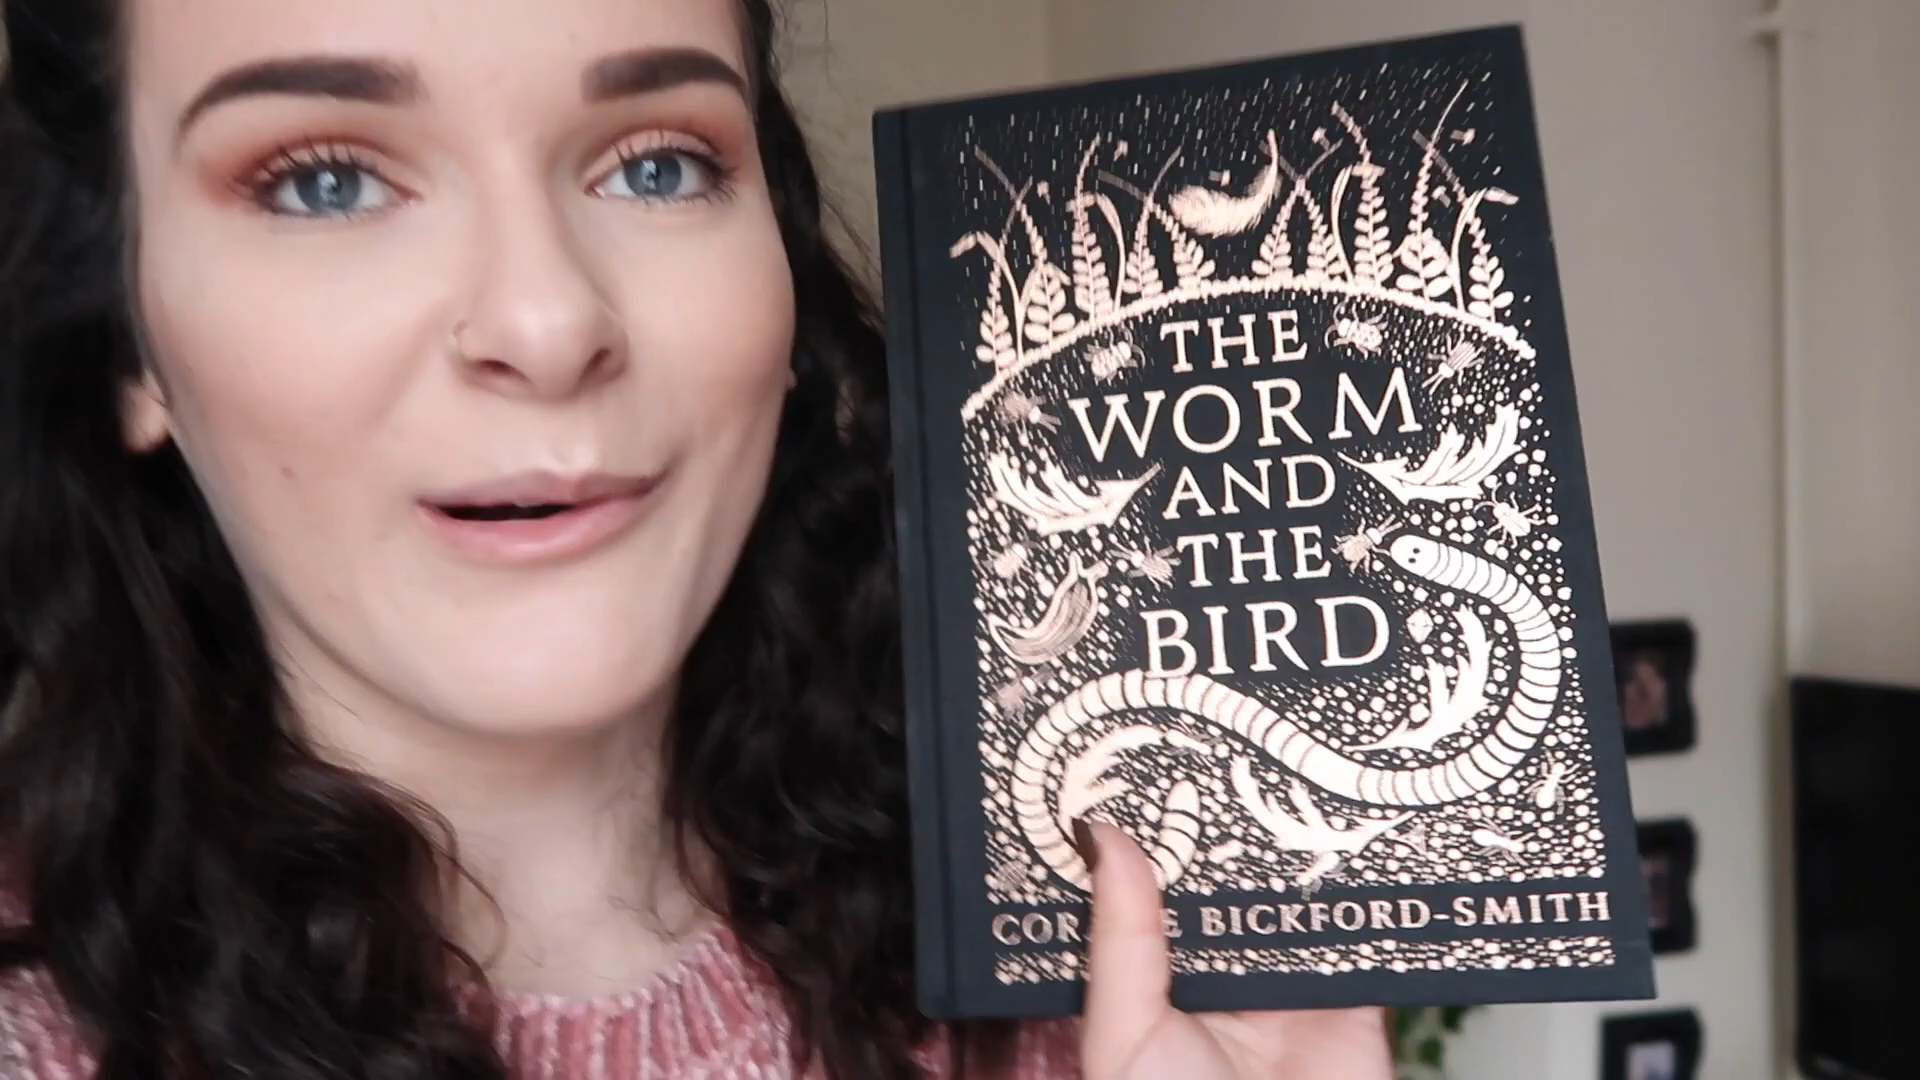 THE
WORM
AND
THE
BIRD
BICKFORD-SMITH